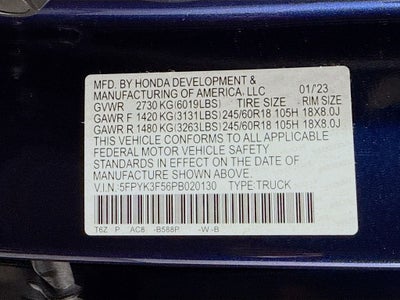 MFD. BY HONDA DEVELOPMENT &
MANUFACTURING OF AMERICA, LLC 01/23
GVWR 2730 KG(6019LBS) TIRE SIZE RIM SIZE
GAWR F 1420 KG(3131LBS)245/60R18 105H 18X8.0J
GAWR R 1480 KG(3263LBS)245/60R18 105H 18X8.0J
THIS VEHICLE CONFORMS TO ALL APPLICABLE
FEDERAL MOTOR VEHICLE SAFETY
STANDARDS IN EFFECT ON THE DATE OF
MANUFACTURE SHOWN ABOVE.
V.I.N.:5FPYK3F56PB020130 TYPE:TRUCK
T6Z P AC8 -B588P -W-B